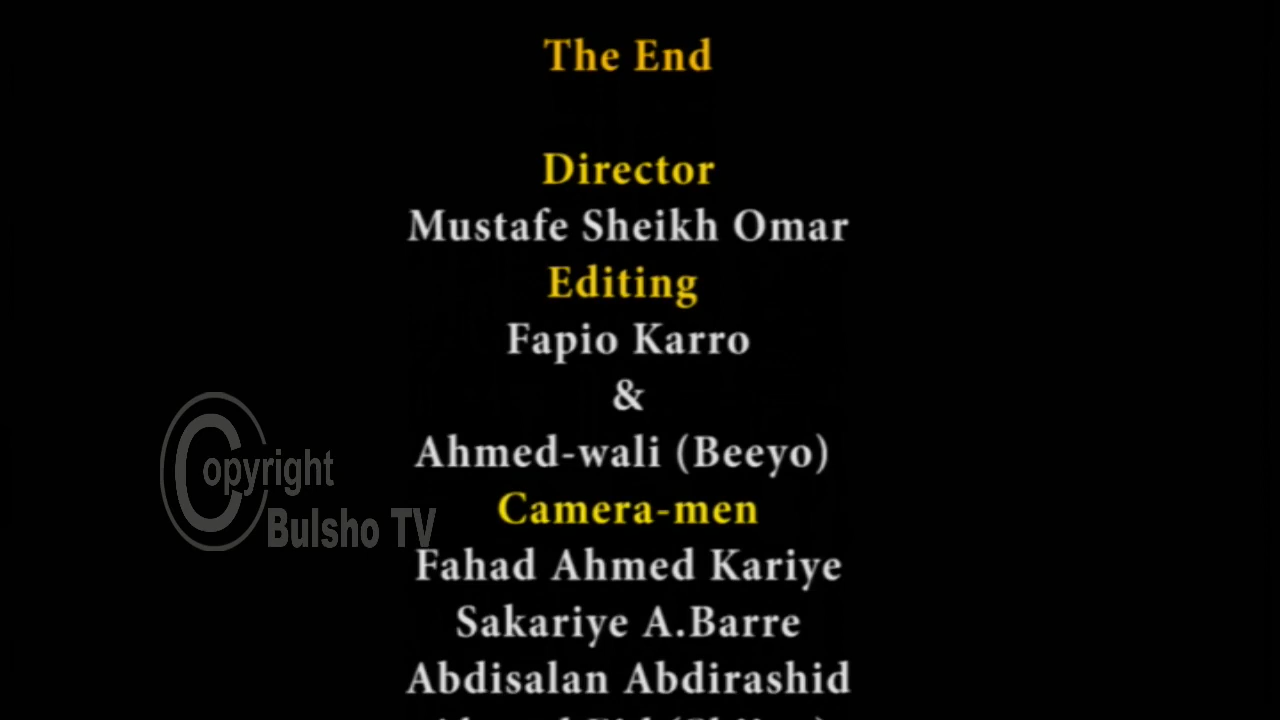 The End
Director
Mustafe Sheikh Omar
Editing
Fapio Karro
&
Ahmed-wali (Beeyo)
Copyright
Bulsho TV
Camera-men
Fahad Ahmed Kariye
Sakariye A.Barre
Abdisalan Abdirashid